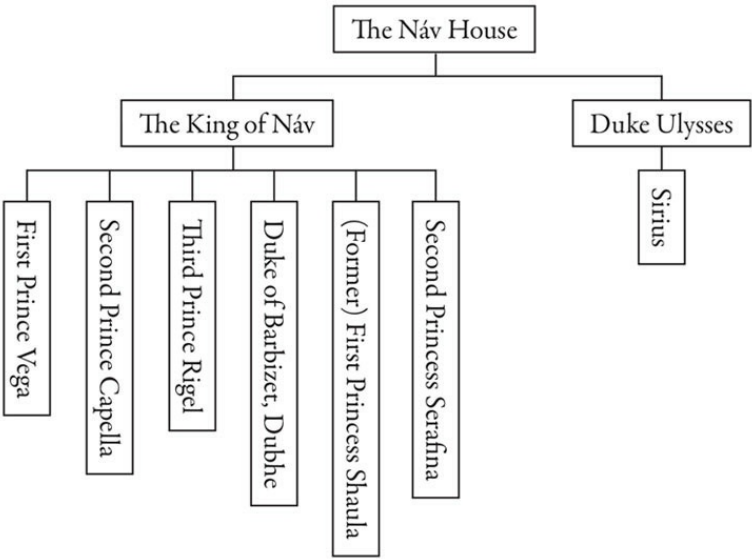 The Náv House
The King of Náv
Duke Ulysses
First Prince Vega
Second Prince Capella
Third Prince Rigel
Duke of Barbizet, Dubhe
(Former) First Princess Shaula
Second Princess Serafina
Sirius